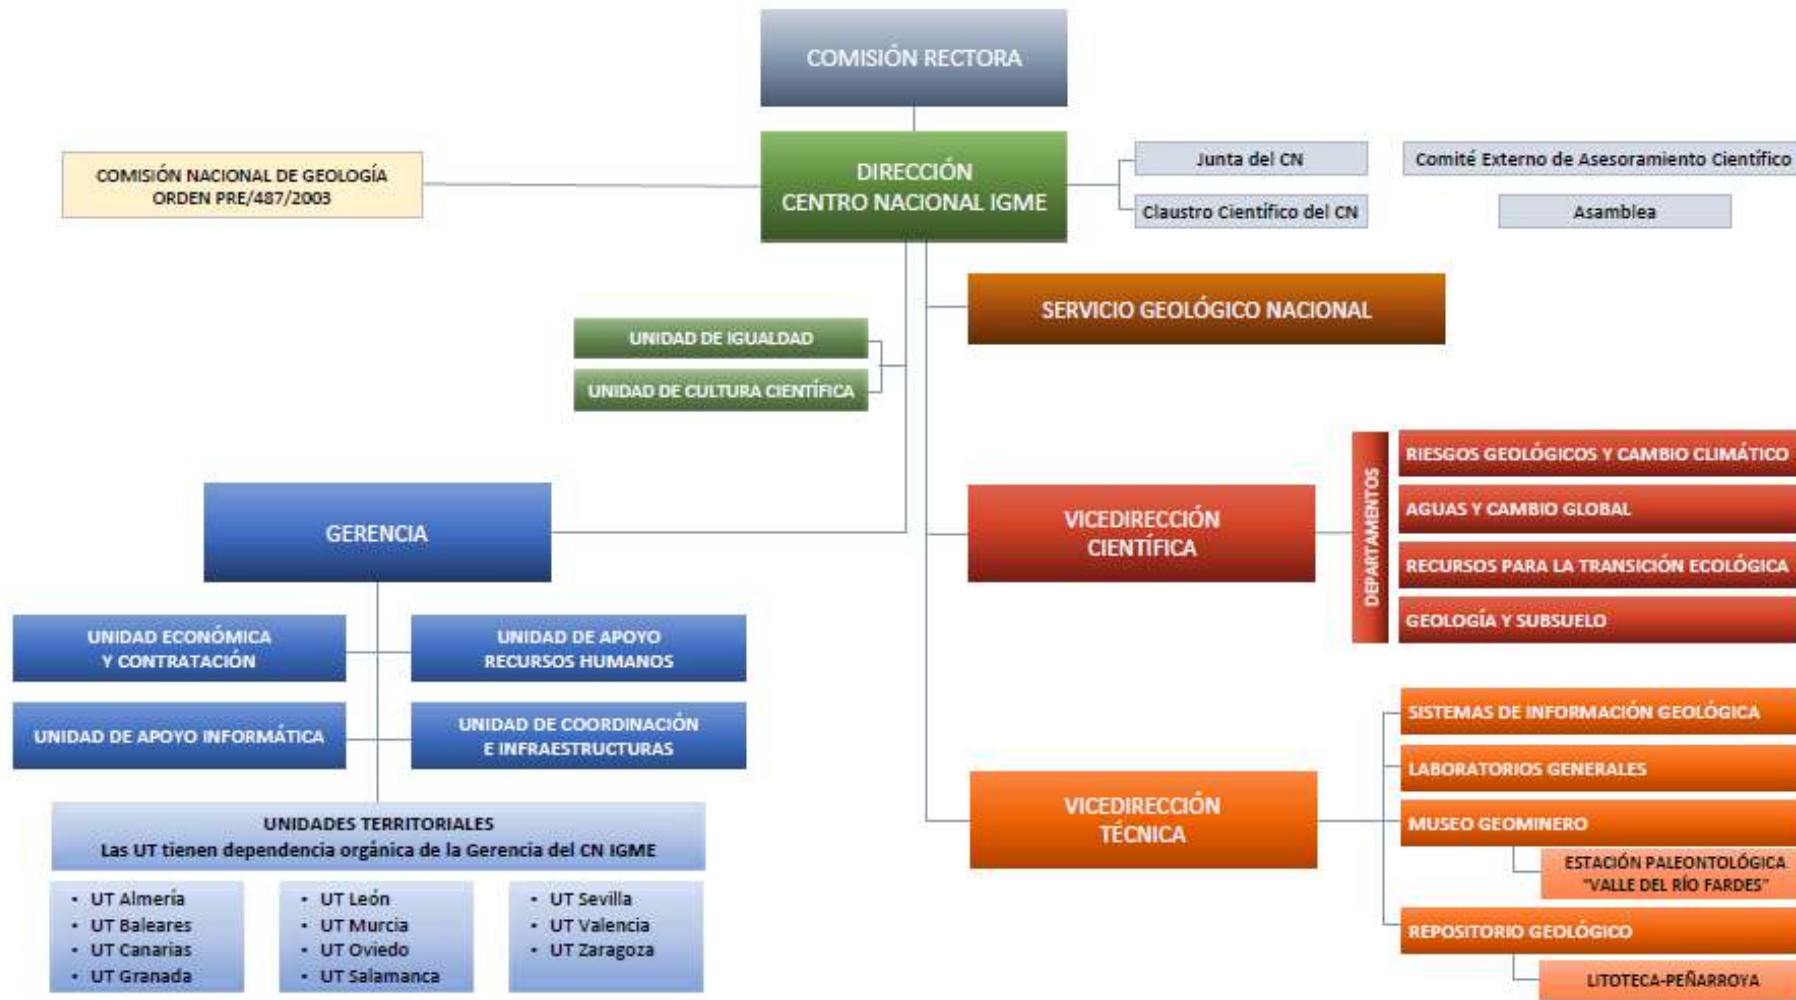 COMISIÓN RECTORA
COMISIÓN NACIONAL DE GEOLOGÍA
ORDEN PRE/487/2003
DIRECCIÓN
CENTRO NACIONAL IGME
Junta del CN
Comité Externo de Asesoramiento Científico
Claustro Científico del CN
Asamblea
SERVICIO GEOLÓGICO NACIONAL
UNIDAD DE IGUALDAD
UNIDAD DE CULTURA CIENTÍFICA
GERENCIA
UNIDAD ECONÓMICA
Y CONTRATACIÓN
UNIDAD DE APOYO
RECURSOS HUMANOS
UNIDAD DE APOYO INFORMÁTICA
UNIDAD DE COORDINACIÓN
E INFRAESTRUCTURAS
UNIDADES TERRITORIALES
Las UT tienen dependencia orgánica de la Gerencia del CN IGME
• UT Almería
• UT Baleares
• UT Canarias
• UT Granada
• UT León
• UT Murcia
• UT Oviedo
• UT Salamanca
• UT Sevilla
• UT Valencia
• UT Zaragoza
VICEDIRECCIÓN
CIENTÍFICA
DEPARTAMENTOS
RIESGOS GEOLÓGICOS Y CAMBIO CLIMÁTICO
AGUAS Y CAMBIO GLOBAL
RECURSOS PARA LA TRANSICIÓN ECOLÓGICA
GEOLOGÍA Y SUBSUELO
VICEDIRECCIÓN
TÉCNICA
SISTEMAS DE INFORMACIÓN GEOLÓGICA
LABORATORIOS GENERALES
MUSEO GEOMINERO
ESTACIÓN PALEONTOLÓGICA
"VALLE DEL RÍO FARDES"
REPOSITORIO GEOLÓGICO
LITOTECA-PEÑARROYA